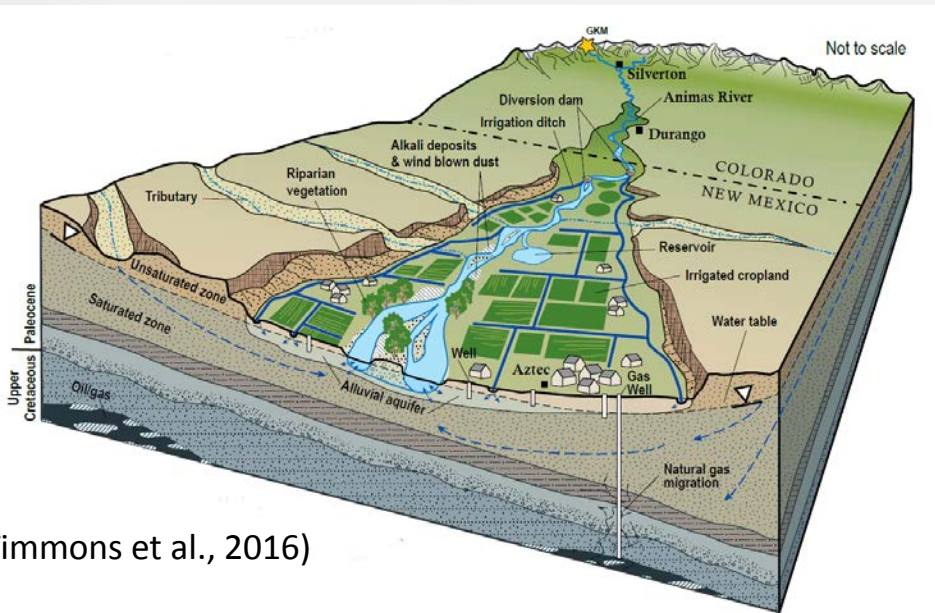 GKM
Not to scale
Silverton
Diversion dam
Animas River
Irrigation ditch
Durango
Alkali deposits
& wind blown dust
COLORADO
NEW MEXICO
Riparian
vegetation
Tributary
Reservoir
Irrigated cropland
Unsaturated zone
Water table
Saturated zone
Well
Aztec
Gas
Well
Alluvial aquifer
Upper
Cretaceous
Paleocene
Oil/gas
Natural gas
migration
immons et al., 2016)